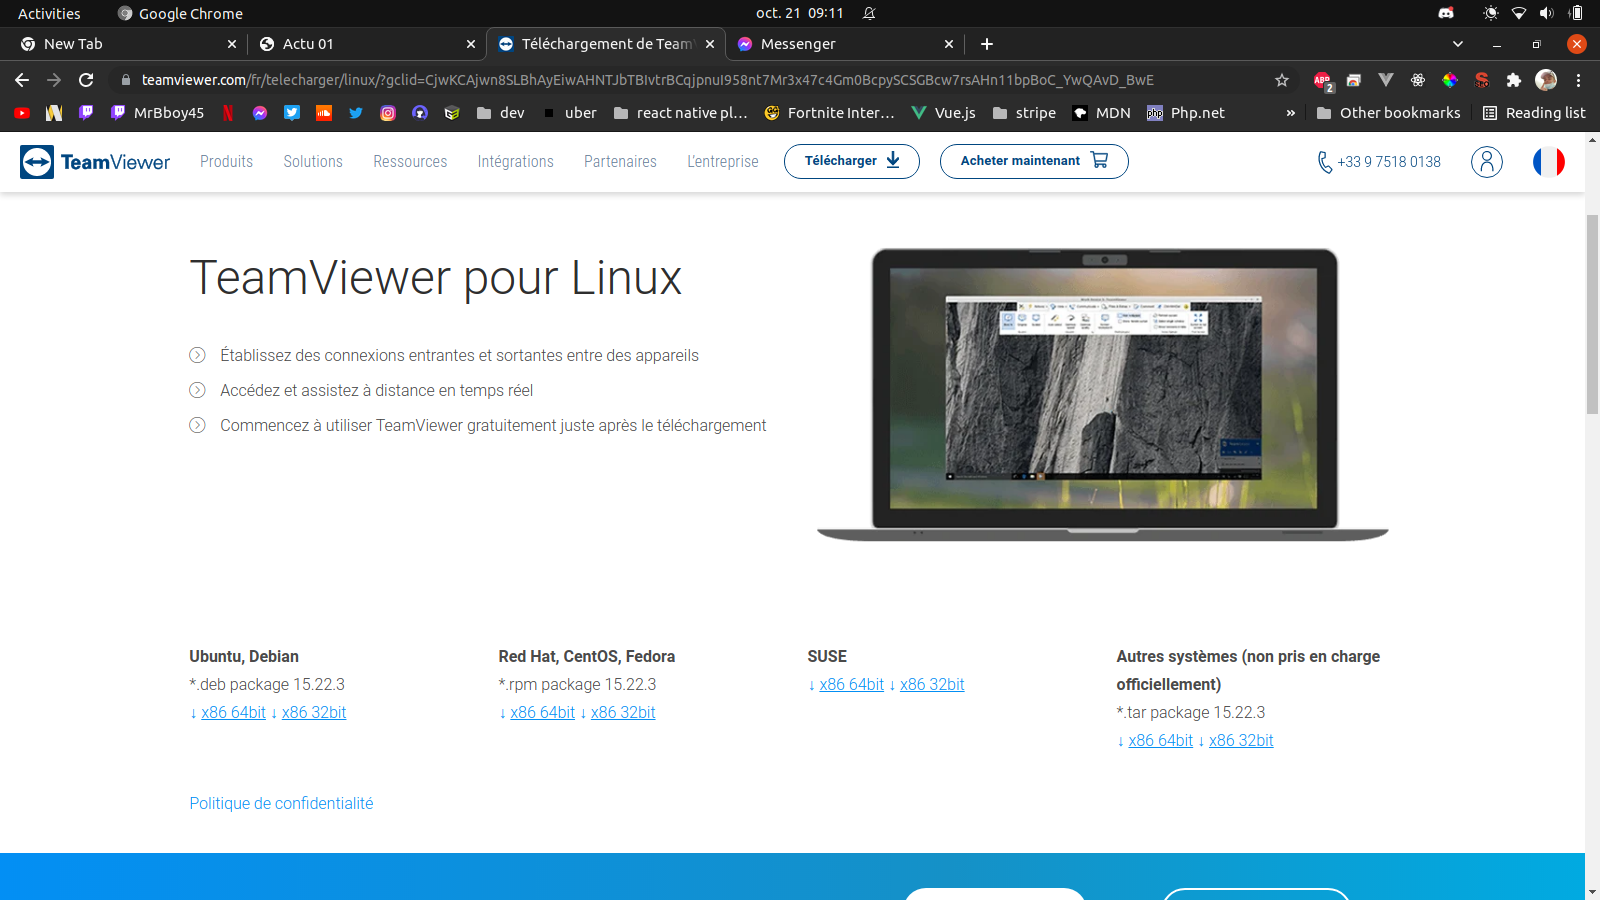 Activities
Google Chrome
oct. 21 09:11
New Tab
Actu 01
Téléchargement de Team
Messenger
teamviewer.com/fr/telecharger/linux/?gclid=CjwKCAjwn8SLBhAyEiwAHNTJbTBIvtrBCqjpnuI958nt7Mr3x47c4Gm0BcpySCSGBcw7rsAHn11bpBoC_YwQAvD_BwE
ABP
2
MrBboy45
dev
uber
react native pl...
Fortnite Inter...
Vue.js
stripe
MDN
php
Php.net
»
Other bookmarks
Reading list
TeamViewer
Produits
Solutions
Ressources
Intégrations
Partenaires
L'entreprise
Télécharger
Acheter maintenant
+33 9 7518 0138
TeamViewer pour Linux
Établissez des connexions entrantes et sortantes entre des appareils
Accédez et assistez à distance en temps réel
Commencez à utiliser TeamViewer gratuitement juste après le téléchargement
Ubuntu, Debian
*.deb package 15.22.3
↓ x86 64bit ↓ x86 32bit
Red Hat, CentOS, Fedora
*.rpm package 15.22.3
↓ x86 64bit ↓ x86 32bit
SUSE
↓ x86 64bit ↓ x86 32bit
Autres systèmes (non pris en charge
officiellement)
*.tar package 15.22.3
↓ x86 64bit ↓ x86 32bit
Politique de confidentialité